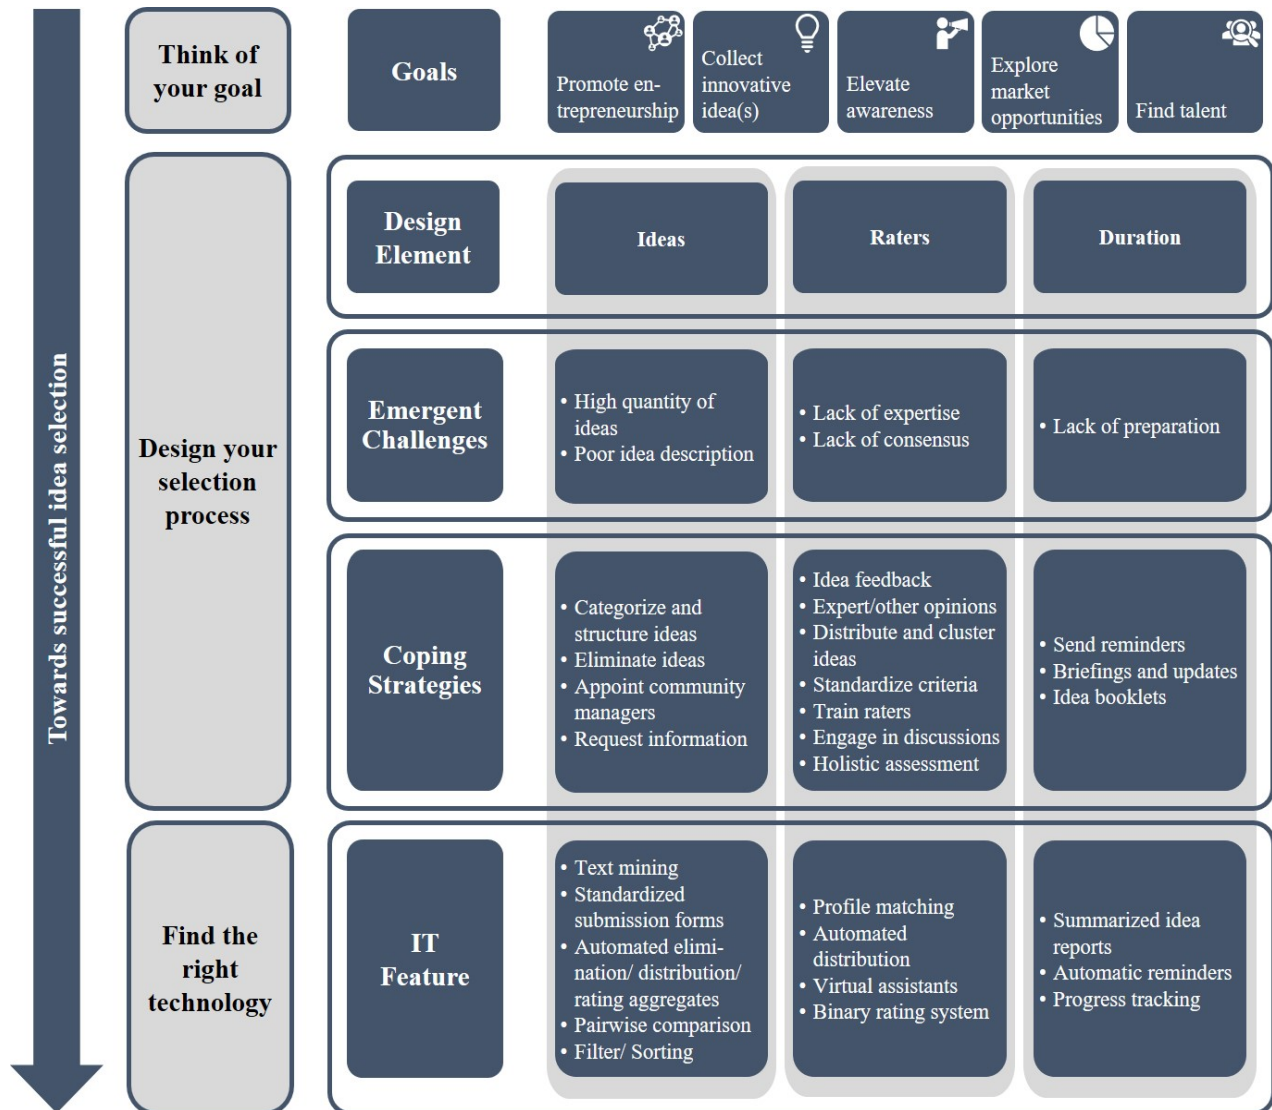 Towards successful idea selection
Think of
your goal
Goals
Promote en-
trepreneurship
Collect
innovative
idea(s)
Elevate
awareness
Explore
market
opportunities
Find talent
Design your
selection
process
Design
Element
Ideas
Raters
Duration
Emergent
Challenges
• High quantity of
ideas
• Poor idea description
• Lack of expertise
• Lack of consensus
• Lack of preparation
Coping
Strategies
• Categorize and
structure ideas
• Eliminate ideas
• Appoint community
managers
• Request information
• Idea feedback
• Expert/other opinions
• Distribute and cluster
ideas
• Standardize criteria
• Train raters
• Engage in discussions
• Holistic assessment
• Send reminders
• Briefings and updates
• Idea booklets
Find the
right
technology
IT
Feature
• Text mining
• Standardized
submission forms
• Automated elimi-
nation/ distribution/
rating aggregates
• Pairwise comparison
• Filter/ Sorting
• Profile matching
• Automated
distribution
• Virtual assistants
• Binary rating system
• Summarized idea
reports
• Automatic reminders
• Progress tracking